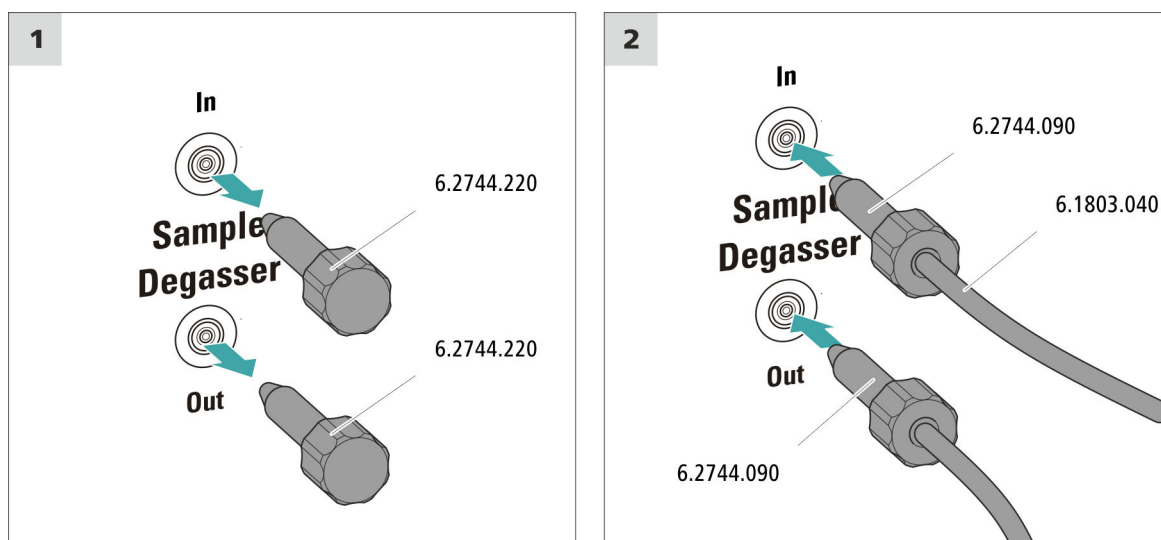 1
In
6.2744.220
Sample
Degasser
6.2744.220
Out
2
In
6.2744.090
6.1803.040
Sample
Degasser
Out
6.2744.090